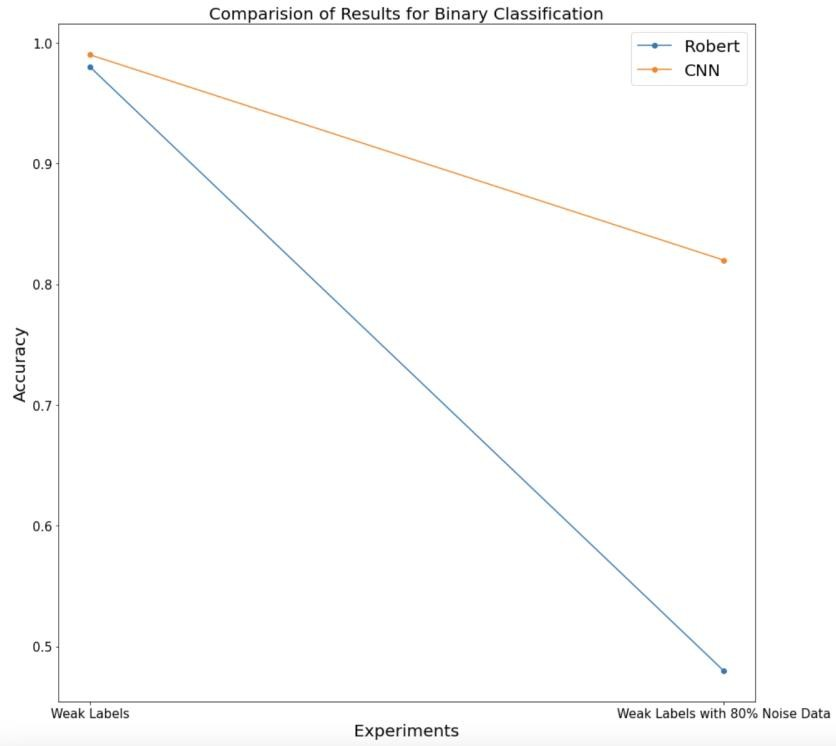 Comparision of Results for Binary Classification
Robert
CNN
1.0
0.9
0.8
0.7
0.6
0.5
Accuracy
Weak Labels
Weak Labels with 80% Noise Data
Experiments